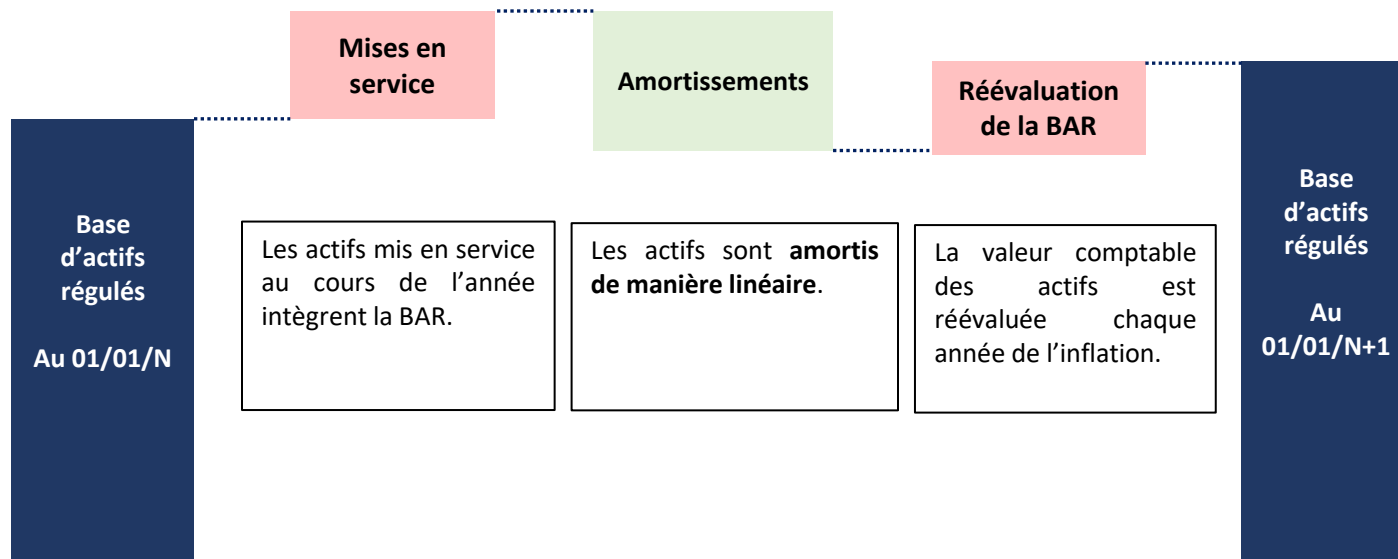 Mises en
service
Amortissements
Réévaluation
de la BAR
Base
d’actifs
régulés
Au 01/01/N
Les actifs mis en service
au cours de l’année
intègrent la BAR.
Les actifs sont amortis
de manière linéaire.
La valeur comptable
des actifs est
réévaluée chaque
année de l’inflation.
Base
d’actifs
régulés
Au
01/01/N+1